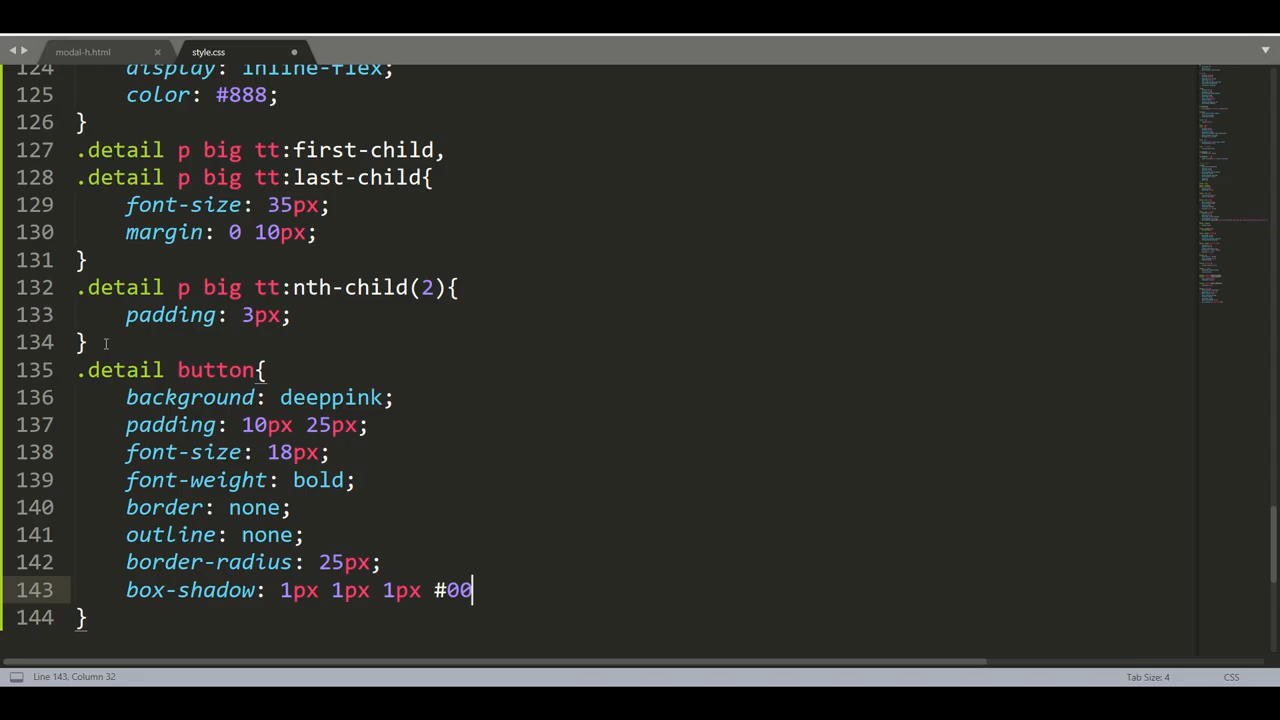 modal-h.html × style.css
124 display: inline-flex;
125 color: #888;
126 }
127 .detail p big tt:first-child,
128 .detail p big tt:last-child{
129 font-size: 35px;
130 margin: 0 10px;
131 }
132 .detail p big tt:nth-child(2){
133 padding: 3px;
134 }
135 .detail button{
136 background: deeppink;
137 padding: 10px 25px;
138 font-size: 18px;
139 font-weight: bold;
140 border: none;
141 outline: none;
142 border-radius: 25px;
143 box-shadow: 1px 1px 1px #00
144 }
Line 143, Column 32 Tab Size: 4 CSS